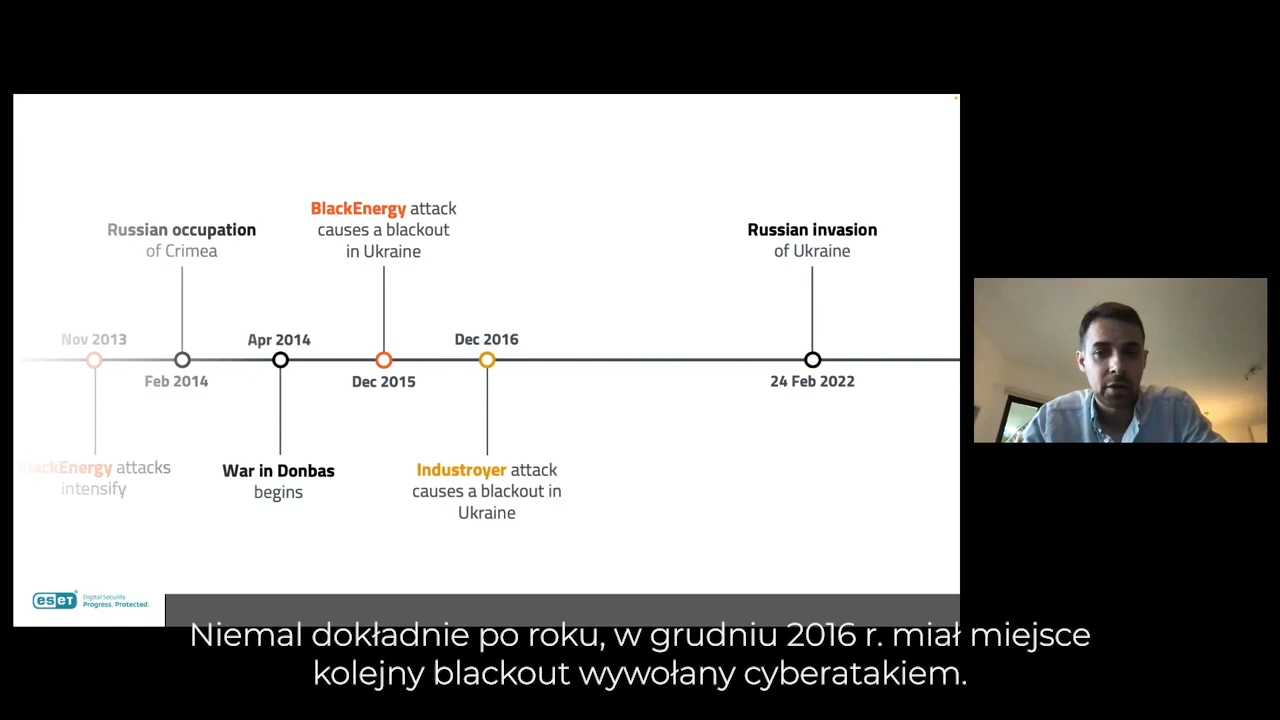 BlackEnergy attack
causes a blackout
in Ukraine
Russian occupation
of Crimea
Russian invasion
of Ukraine
Nov 2013
Apr 2014
Dec 2016
Feb 2014
Dec 2015
24 Feb 2022
attacks
intensify
War in Donbas
begins
Industroyer attack
causes a blackout in
Ukraine
eset
Digital Security
Progress. Protected.
Niemal dokładnie po roku, w grudniu 2016 r. miał miejsce
kolejny blackout wywołany cyberatakiem.